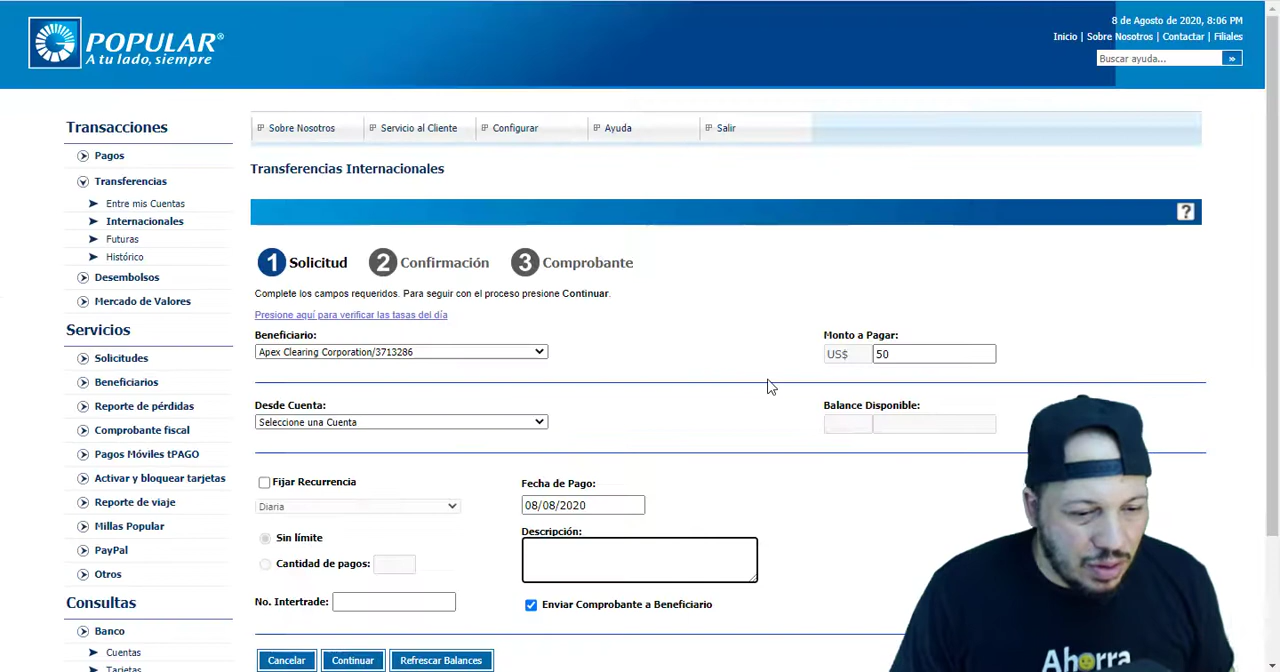 8 de Agosto de 2020, 8:06 PM
POPULAR®
A tu lado, siempre
Inicio | Sobre Nosotros | Contactar | Filiales
Buscar ayuda... »
Transacciones
Pagos
Transferencias
Entre mis Cuentas
Internacionales
Futuras
Histórico
Desembolsos
Mercado de Valores
Servicios
Solicitudes
Beneficiarios
Reporte de pérdidas
Comprobante fiscal
Pagos Móviles tPAGO
Activar y bloquear tarjetas
Reporte de viaje
Millas Popular
PayPal
Otros
Consultas
Banco
Cuentas
Tarjetas
Sobre Nosotros Servicio al Cliente Configurar Ayuda Salir
Transferencias Internacionales
?
1 Solicitud 2 Confirmación 3 Comprobante
Complete los campos requeridos. Para seguir con el proceso presione Continuar.
Presione aquí para verificar las tasas del día
Beneficiario: Monto a Pagar:
Apex Clearing Corporation/3713286 US$ 50
Desde Cuenta: Balance Disponible:
Seleccione una Cuenta
Fijar Recurrencia Fecha de Pago:
Diaria 08/08/2020
Sin límite Descripción:
Cantidad de pagos:
No. Intertrade: Enviar Comprobante a Beneficiario
Cancelar Continuar Refrescar Balances
Ahorra